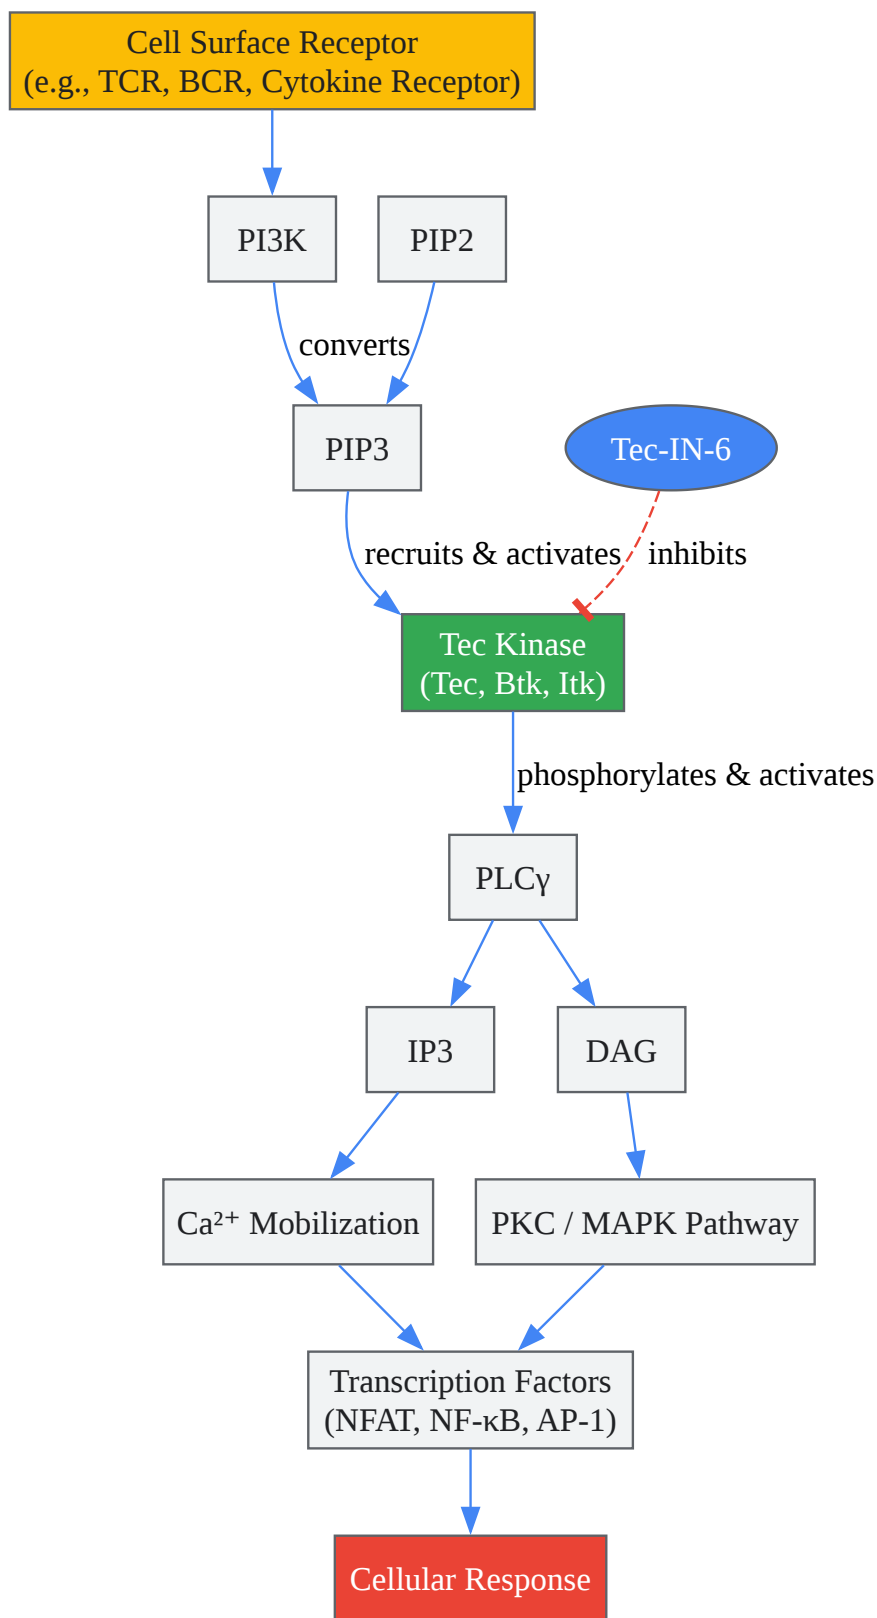 Cell Surface Receptor
(e.g., TCR, BCR, Cytokine Receptor)
PI3K
PIP2
converts
PIP3
Tec-IN-6
recruits & activates
inhibits
Tec Kinase
(Tec, Btk, Itk)
phosphorylates & activates
PLCγ
IP3
DAG
Ca²⁺ Mobilization
PKC / MAPK Pathway
Transcription Factors
(NFAT, NF-κB, AP-1)
Cellular Response